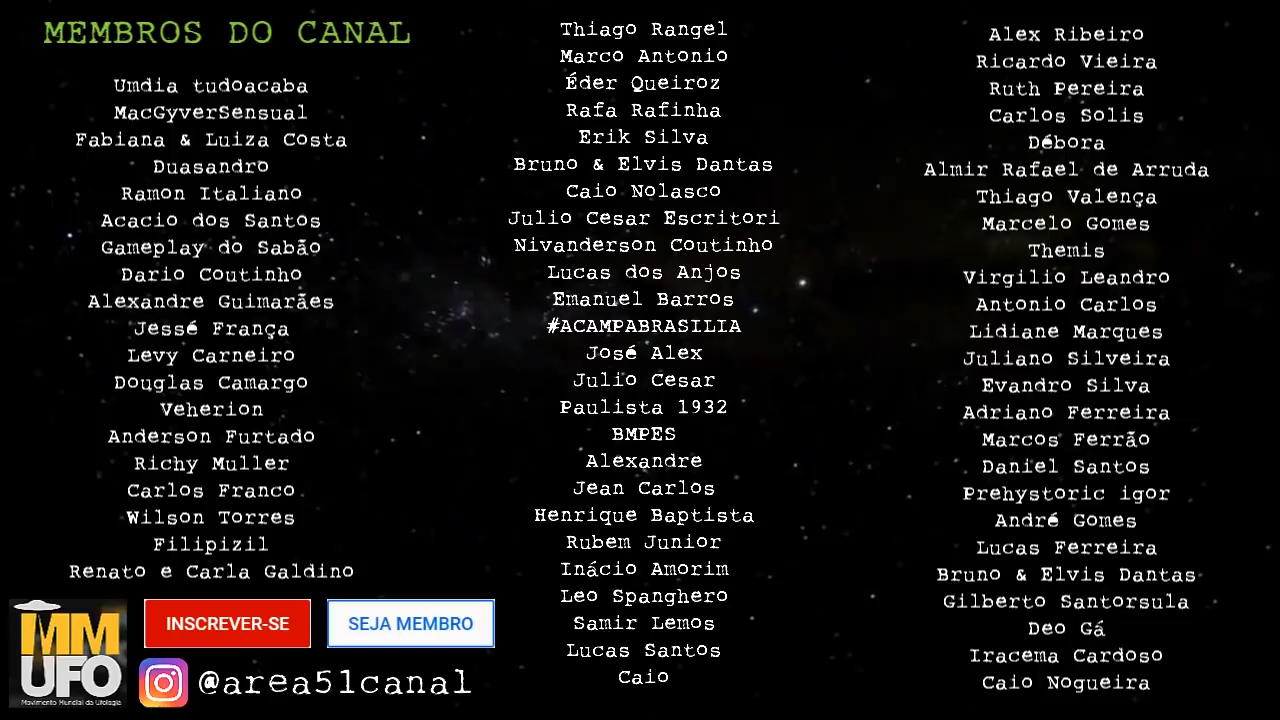 MEMBROS DO CANAL
Umdia tudoacaba
MacGyverSensual
Fabiana & Luiza Costa
Duasandro
Ramon Italiano
Acacio dos Santos
Gameplay do Sabão
Dario Coutinho
Alexandre Guimarães
Jessé França
Levy Carneiro
Douglas Camargo
Veherion
Anderson Furtado
Richy Muller
Carlos Franco
Wilson Torres
Filipizil
Renato e Carla Galdino
MM
UFO
Movimento Mundial da Ufologia
INSCREVER-SE
SEJA MEMBRO
@area51canal
Thiago Rangel
Marco Antonio
Éder Queiroz
Rafa Rafinha
Erik Silva
Bruno & Elvis Dantas
Caio Nolasco
Julio Cesar Escritori
Nivanderson Coutinho
Lucas dos Anjos
Emanuel Barros
#ACAMPABRASILIA
José Alex
Julio Cesar
Paulista 1932
BMPES
Alexandre
Jean Carlos
Henrique Baptista
Rubem Junior
Inácio Amorim
Leo Spanghero
Samir Lemos
Lucas Santos
Caio
Alex Ribeiro
Ricardo Vieira
Ruth Pereira
Carlos Solis
Débora
Almir Rafael de Arruda
Thiago Valença
Marcelo Gomes
Themis
Virgilio Leandro
Antonio Carlos
Lidiane Marques
Juliano Silveira
Evandro Silva
Adriano Ferreira
Marcos Ferrão
Daniel Santos
Prehystoric igor
André Gomes
Lucas Ferreira
Bruno & Elvis Dantas
Gilberto Santorsula
Deo Gá
Iracema Cardoso
Caio Nogueira